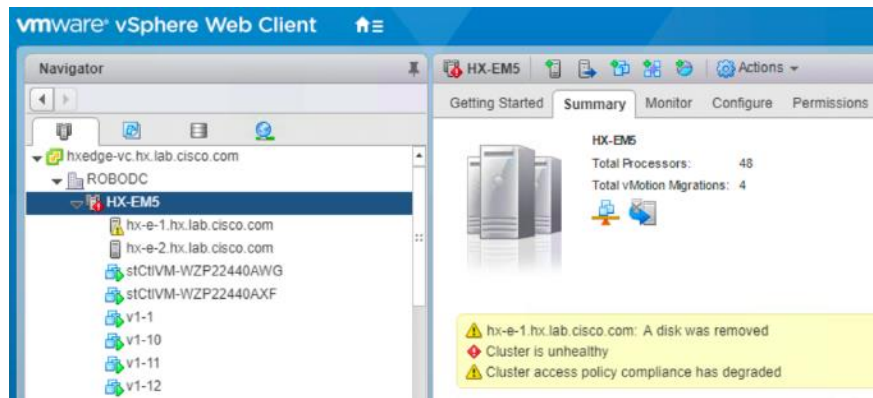 vmware® vSphere Web Client
Navigator
hxedge-vc.hx.lab.cisco.com
ROBODC
HX-EM5
hx-e-1.hx.lab.cisco.com
hx-e-2.hx.lab.cisco.com
stCtlVM-WZP22440AWG
stCtlVM-WZP22440AXF
v1-1
v1-10
v1-11
v1-12
HX-EM5 Actions
Getting Started Summary Monitor Configure Permissions
HX-EM5
Total Processors: 48
Total vMotion Migrations: 4
hx-e-1.hx.lab.cisco.com: A disk was removed
Cluster is unhealthy
Cluster access policy compliance has degraded